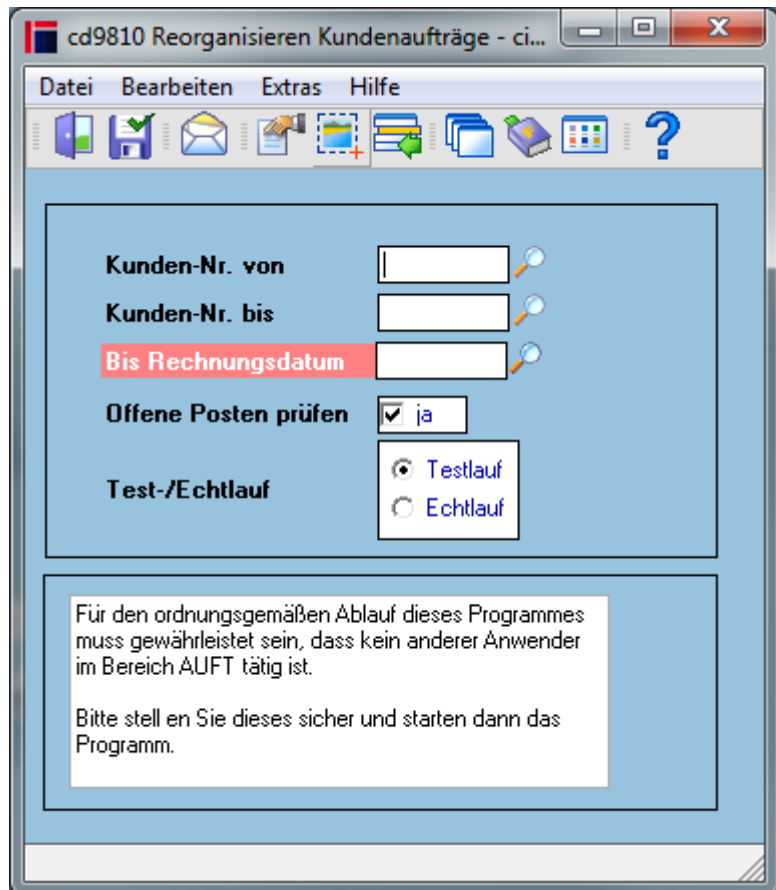 cd9810 Reorganisieren Kundenaufträge - ci...
Datei Bearbeiten Extras Hilfe
Kunden-Nr. von
Kunden-Nr. bis
Bis Rechnungsdatum
Offene Posten prüfen ja
Testlauf
Test-/Echtlauf
Echtlauf
Für den ordnungsgemäßen Ablauf dieses Programmes
muss gewährleistet sein, dass kein anderer Anwender
im Bereich AUFT tätig ist.
Bitte stell en Sie dieses sicher und starten dann das
Programm.